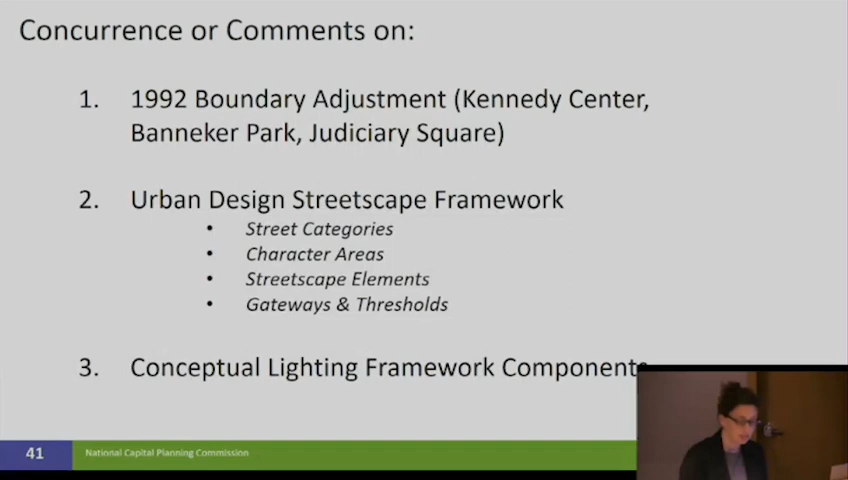 Concurrence or Comments on:
1. 1992 Boundary Adjustment (Kennedy Center,
Banneker Park, Judiciary Square)
2. Urban Design Streetscape Framework
• Street Categories
• Character Areas
• Streetscape Elements
• Gateways & Thresholds
3. Conceptual Lighting Framework Components
41 National Capital Planning Commission